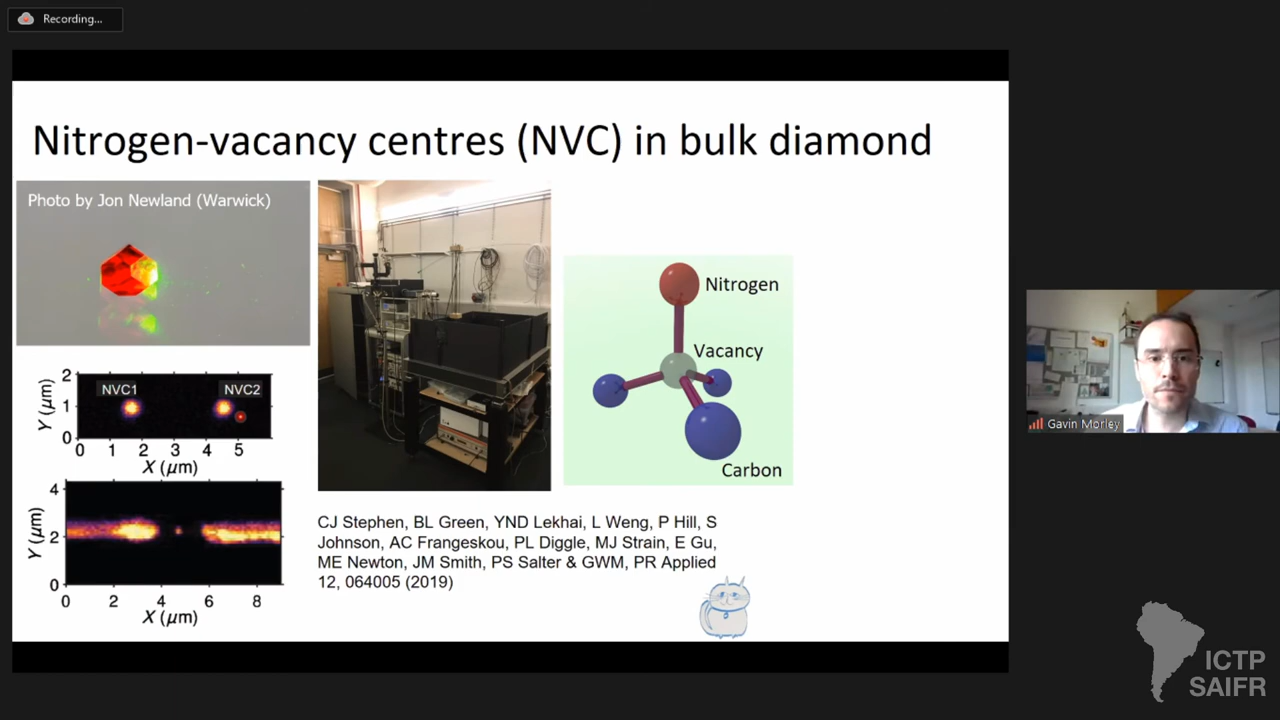 Recording...
Nitrogen-vacancy centres (NVC) in bulk diamond
Photo by Jon Newland (Warwick)
Nitrogen
Vacancy
Carbon
NVC1
NVC2
2
1
0
Y (μm)
0 1 2 3 4 5
X (μm)
4
2
0
Y (μm)
0 2 4 6 8
X (μm)
CJ Stephen, BL Green, YND Lekhai, L Weng, P Hill, S
Johnson, AC Frangeskou, PL Diggle, MJ Strain, E Gu,
ME Newton, JM Smith, PS Salter & GWM, PR Applied
12, 064005 (2019)
Gavin Morley
ICTP
SAIFR